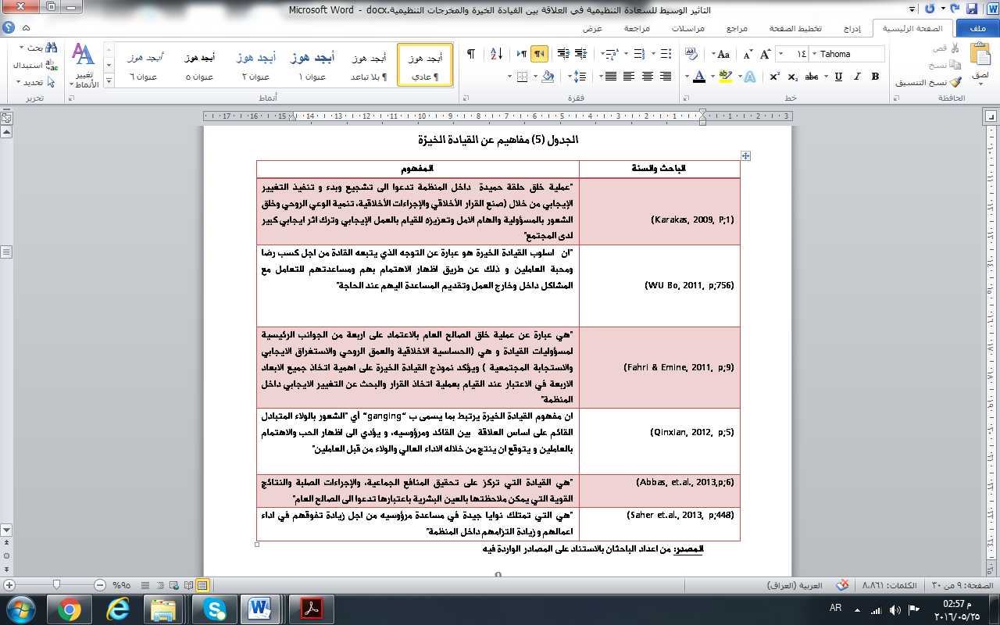 التاثير الوسيط للسعادة التنظيمية في العلاقة بين القيادة الخيرة والمخرجات التنظيمية.docx - Microsoft Word
ملف
الصفحة الرئيسية
إدراج
تخطيط الصفحة
مراجع
مراسلات
مراجعة
عرض
لصق
قص
نسخ
نسخ التنسيق
الحافظة
Tahoma
١٤
خط
فقرة
أبجد هوز
¶ عادي
أبجد هوز
¶ بلا تباعد
أبجد هوز
عنوان ١
أبجد هوز
عنوان ٢
أبجد هوز
عنوان ٥
أبجد هوز
عنوان ٦
تغيير الأنماط
أنماط
بحث
استبدال
تحديد
تحرير
الجدول (5) مفاهيم عن القيادة الخيرة
الباحث والسنة
المفهوم
(Karakas, 2009, P;1)
"عملية خلق حلقة حميدة داخل المنظمة تدعوا الى تشجيع وبدء و تنفيذ التغيير
الإيجابي من خلال (صنع القرار الأخلاقي والإجراءات الأخلاقية، تنمية الوعي الروحي وخلق
الشعور بالمسؤولية والهام الامل وتعزيزه للقيام بالعمل الإيجابي وترك اثر ايجابي كبير
لدى المجتمع"
(WU Bo, 2011, p;756)
"ان اسلوب القيادة الخيرة هو عبارة عن التوجه الذي يتبعه القادة من اجل كسب رضا
ومحبة العاملين و ذلك عن طريق اظهار الاهتمام بهم ومساعدتهم للتعامل مع
المشاكل داخل وخارج العمل وتقديم المساعدة اليهم عند الحاجة"
(Fahri & Emine, 2011, p;9)
"هي عبارة عن عملية خلق الصالح العام بالاعتماد على اربعة من الجوانب الرئيسية
لمسؤوليات القيادة و هي (الحساسية الاخلاقية والعمق الروحي والاستغراق الايجابي
والاستجابة المجتمعية ) ويؤكد نموذج القيادة الخيرة على اهمية اتخاذ جميع الابعاد
الاربعة في الاعتبار عند القيام بعملية اتخاذ القرار والبحث عن التغيير الايجابي داخل
المنظمة"
(Qinxian, 2012, p;5)
ان مفهوم القيادة الخيرة يرتبط بما يسمى ب "ganging" أي "الشعور بالولاء المتبادل
القائم على اساس العلاقة بين القائد ومرؤوسيه، و يؤدي الى اظهار الحب والاهتمام
بالعاملين و يتوقع ان ينتج من خلاله الاداء العالي والولاء من قبل العاملين"
(Abbas, et.al., 2013,p;6)
"هي القيادة التي تركز على تحقيق المنافع الجماعية، والإجراءات الصلبة والنتائج
القوية التي يمكن ملاحظتها بالعين البشرية باعتبارها تدعوا الى الصالح العام"
(Saher et.al., 2013, p;448)
"هي التي تمتلك نوايا جيدة في مساعدة مرؤوسيه من اجل زيادة تفوقهم في اداء
اعمالهم و زيادة التزامهم داخل المنظمة"
المصدر: من اعداد الباحثان بالاستناد على المصادر الواردة فيه
الصفحة: ٩ من ٣٠
الكلمات: ٨,٨٦١
العربية (العراق)
٩٥%
AR
02:57 م
٢٠١٦/٠٥/٢٥